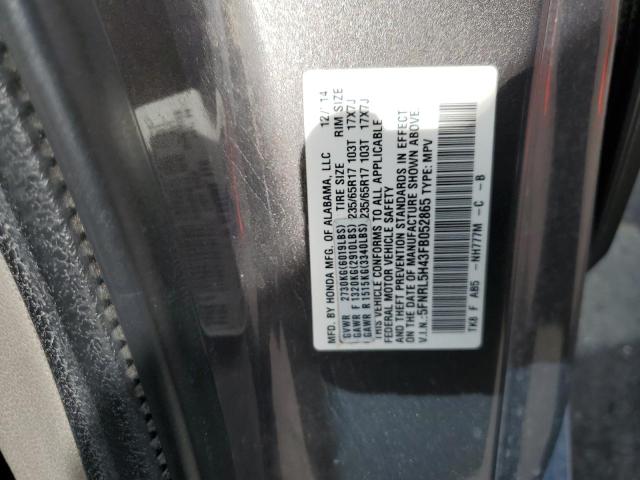 MFD. BY HONDA MFG. OF ALABAMA, LLC 12/ 14
GVWR 2730KG(6019LBS) TIRE SIZE RIM SIZE
GAWR F 1320KG(2910LBS) 235/65R17 103T 17X7J
GAWR R 1515KG(3340LBS) 235/65R17 103T 17X7J
THIS VEHICLE CONFORMS TO ALL APPLICABLE
FEDERAL MOTOR VEHICLE SAFETY
AND THEFT PREVENTION STANDARDS IN EFFECT
ON THE DATE OF MANUFACTURE SHOWN ABOVE.
V.I.N.:5FNRL5H43FB052865 TYPE: MPV
TK8 F AB5 -NH777M -C -B